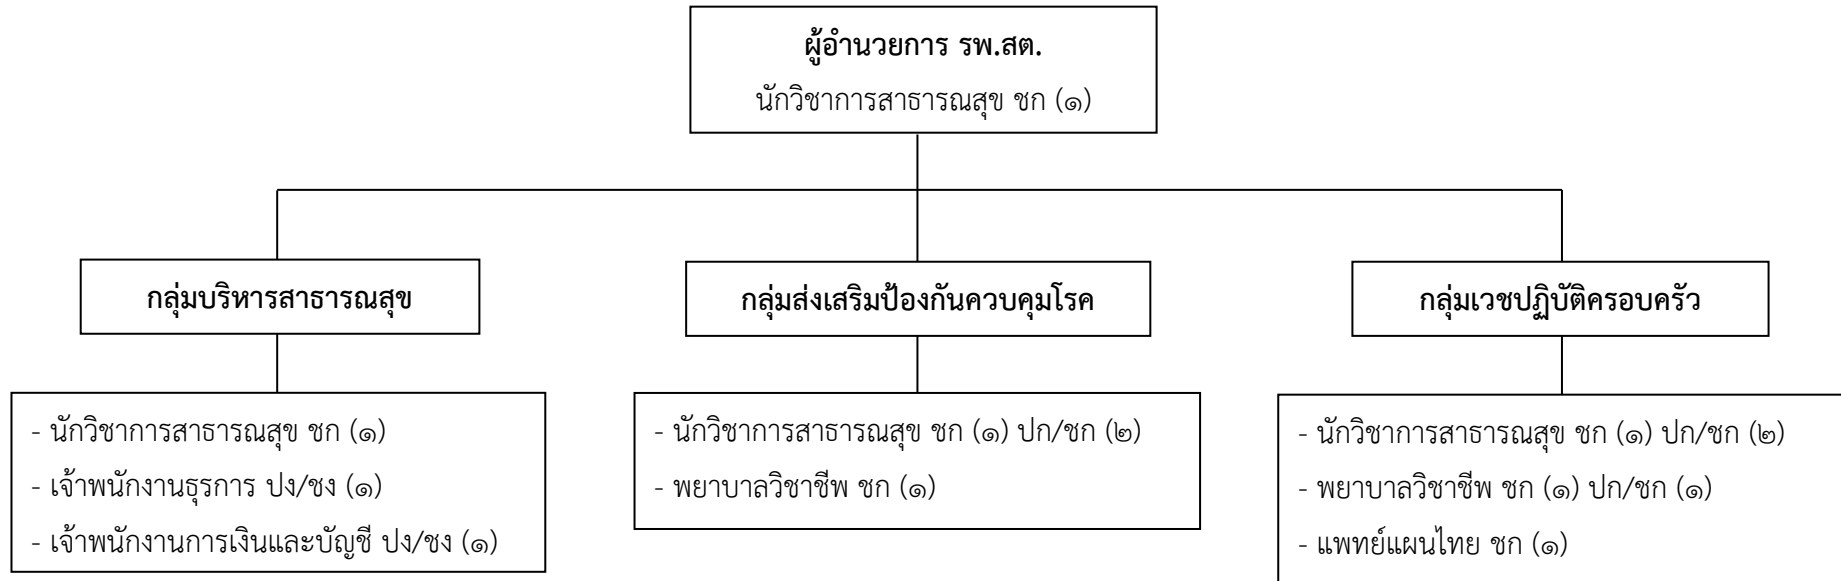 ผู้อำนวยการ รพ.สต.
นักวิชาการสาธารณสุข ชก (๑)
กลุ่มบริหารสาธารณสุข
- นักวิชาการสาธารณสุข ชก (๑)
- เจ้าพนักงานธุรการ ปง/ชง (๑)
- เจ้าพนักงานการเงินและบัญชี ปง/ชง (๑)
กลุ่มส่งเสริมป้องกันควบคุมโรค
- นักวิชาการสาธารณสุข ชก (๑) ปก/ชก (๒)
- พยาบาลวิชาชีพ ชก (๑)
กลุ่มเวชปฏิบัติครอบครัว
- นักวิชาการสาธารณสุข ชก (๑) ปก/ชก (๒)
- พยาบาลวิชาชีพ ชก (๑) ปก/ชก (๑)
- แพทย์แผนไทย ชก (๑)